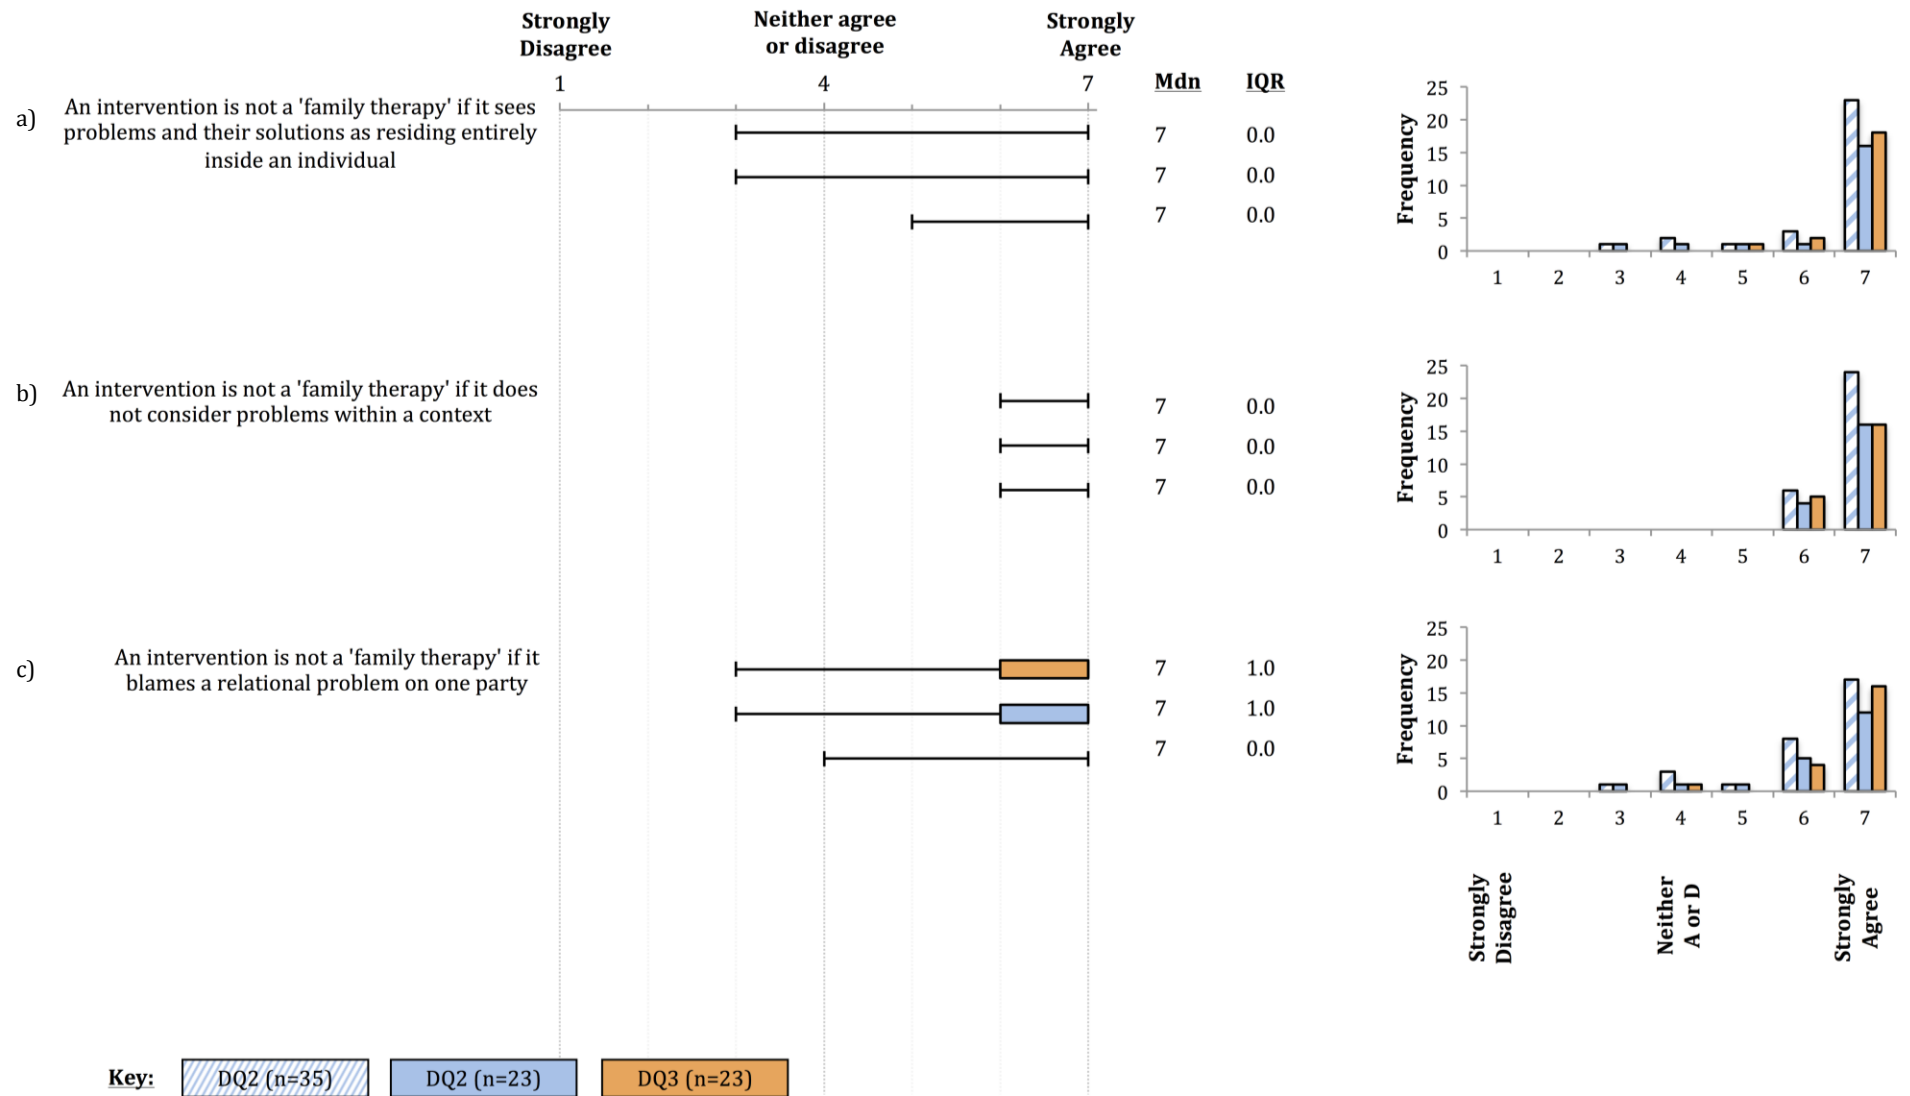 Strongly
Disagree
Neither agree
or disagree
Strongly
Agree
1
4
7
Mdn
IQR
a)
An intervention is not a 'family therapy' if it sees
problems and their solutions as residing entirely
inside an individual
7 0.0
7 0.0
7 0.0
Frequency
25
20
15
10
5
0
1 2 3 4 5 6 7
b)
An intervention is not a 'family therapy' if it does
not consider problems within a context
7 0.0
7 0.0
7 0.0
Frequency
25
20
15
10
5
0
1 2 3 4 5 6 7
c)
An intervention is not a 'family therapy' if it
blames a relational problem on one party
7 1.0
7 1.0
7 0.0
Frequency
25
20
15
10
5
0
1 2 3 4 5 6 7
Strongly
Disagree
Neither
A or D
Strongly
Agree
Key:
DQ2 (n=35)
DQ2 (n=23)
DQ3 (n=23)